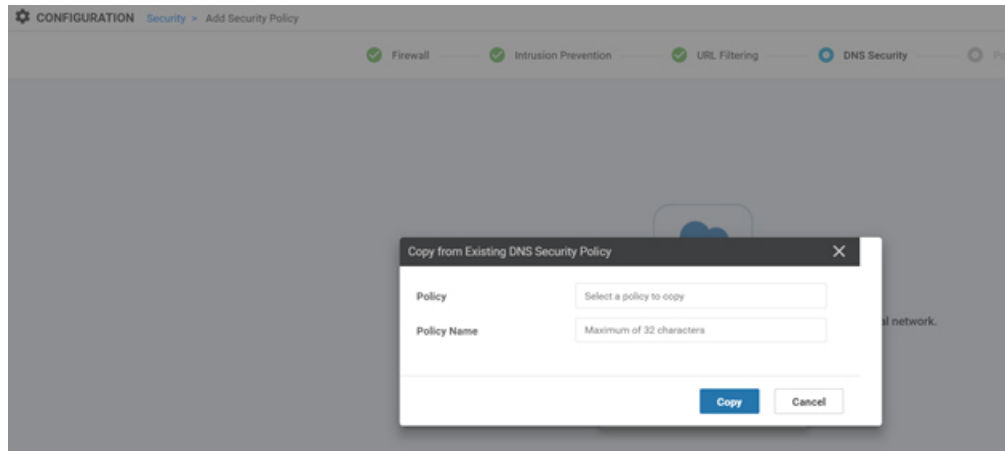 CONFIGURATION Security > Add Security Policy
Firewall Intrusion Prevention URL Filtering DNS Security
Copy from Existing DNS Security Policy
Policy Select a policy to copy
Policy Name Maximum of 32 characters
al network.
Copy Cancel